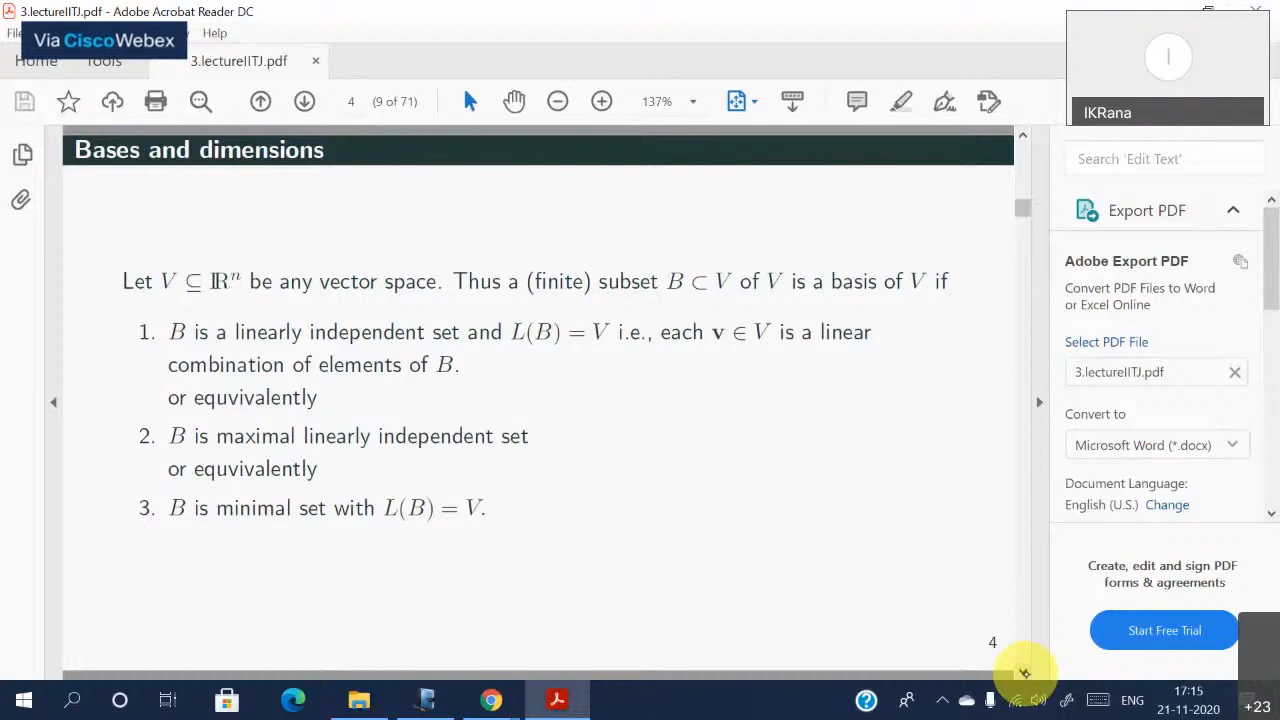 3.lectureIITJ.pdf - Adobe Acrobat Reader DC
Via Cisco Webex
Help
Home Tools 3.lectureIITJ.pdf ×
4 (9 of 71) 137%
I
IKRana
Bases and dimensions
Let V ⊆ ℝⁿ be any vector space. Thus a (finite) subset B ⊂ V of V is a basis of V if
1. B is a linearly independent set and L(B) = V i.e., each v ∈ V is a linear
combination of elements of B.
or equvivalently
2. B is maximal linearly independent set
or equvivalently
3. B is minimal set with L(B) = V.
4
Search 'Edit Text'
Export PDF
Adobe Export PDF
Convert PDF Files to Word
or Excel Online
Select PDF File
3.lectureIITJ.pdf
Convert to
Microsoft Word (*.docx)
Document Language:
English (U.S.) Change
Create, edit and sign PDF
forms & agreements
Start Free Trial
ENG
17:15
21-11-2020
+23